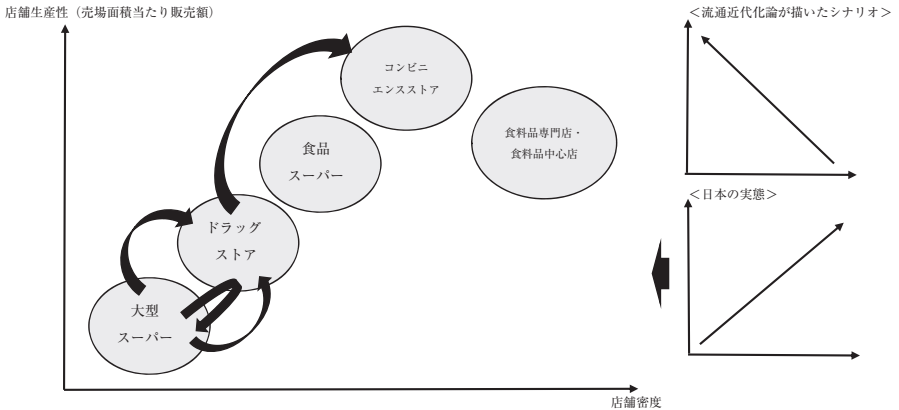 店舗生産性（売場面積当たり販売額）
＜流通近代化論が描いたシナリオ＞
コンビニ
エンスストア
食料品専門店・
食料品中心店
食品
スーパー
＜日本の実態＞
ドラッグ
ストア
大型
スーパー
店舗密度